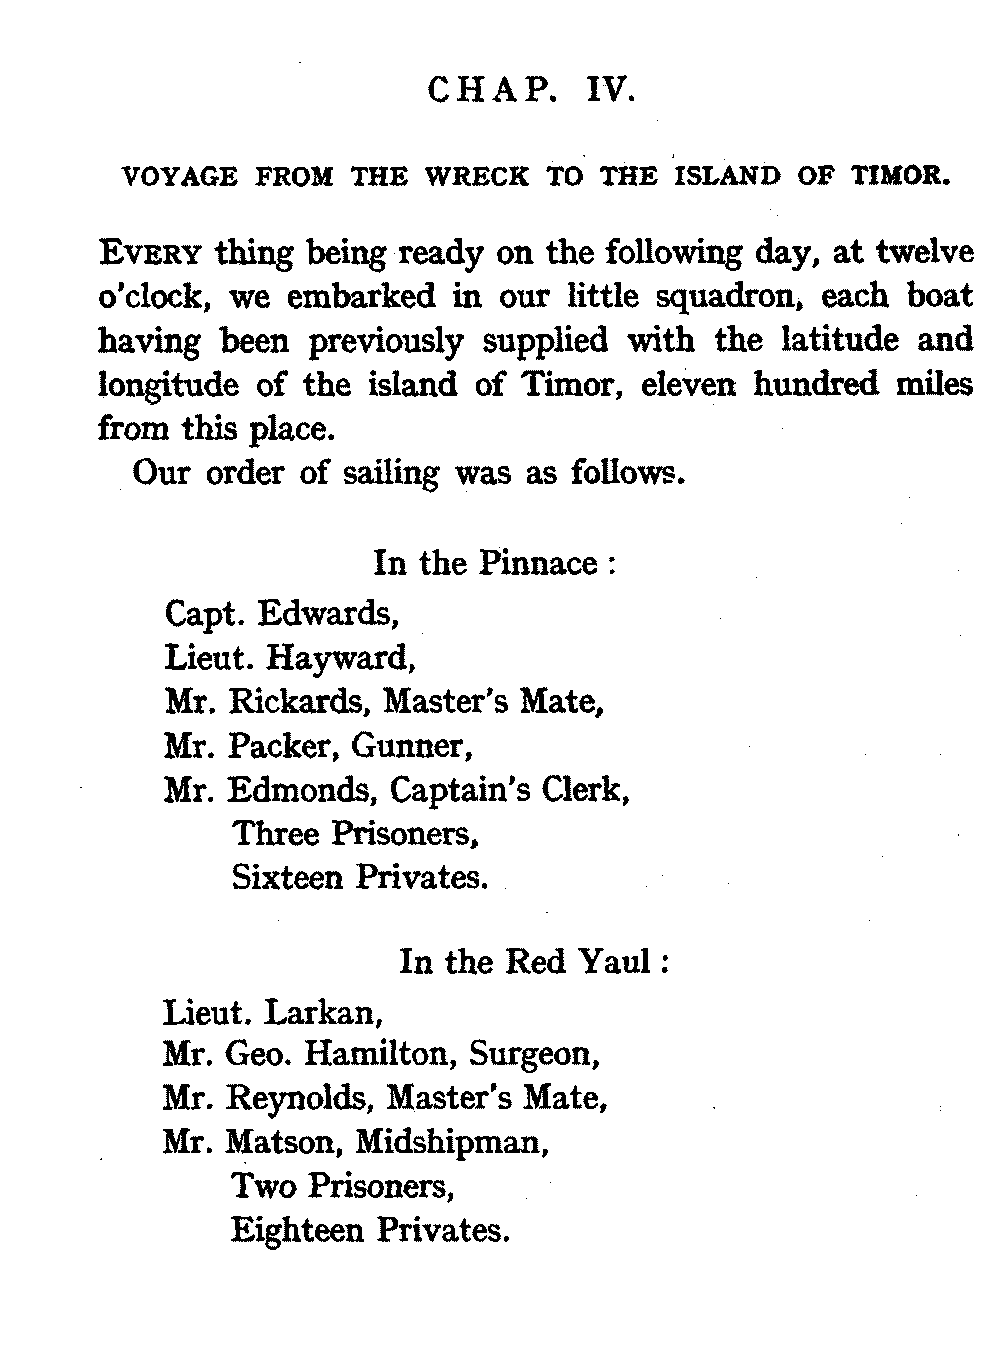 CHAP. IV.
VOYAGE FROM THE WRECK TO THE ISLAND OF TIMOR.
EVERY thing being ready on the following day, at twelve
o'clock, we embarked in our little squadron, each boat
having been previously supplied with the latitude and
longitude of the island of Timor, eleven hundred miles
from this place.
Our order of sailing was as follows.
In the Pinnace :
Capt. Edwards,
Lieut. Hayward,
Mr. Rickards, Master's Mate,
Mr. Packer, Gunner,
Mr. Edmonds, Captain's Clerk,
Three Prisoners,
Sixteen Privates.
In the Red Yaul :
Lieut. Larkan,
Mr. Geo. Hamilton, Surgeon,
Mr. Reynolds, Master's Mate,
Mr. Matson, Midshipman,
Two Prisoners,
Eighteen Privates.